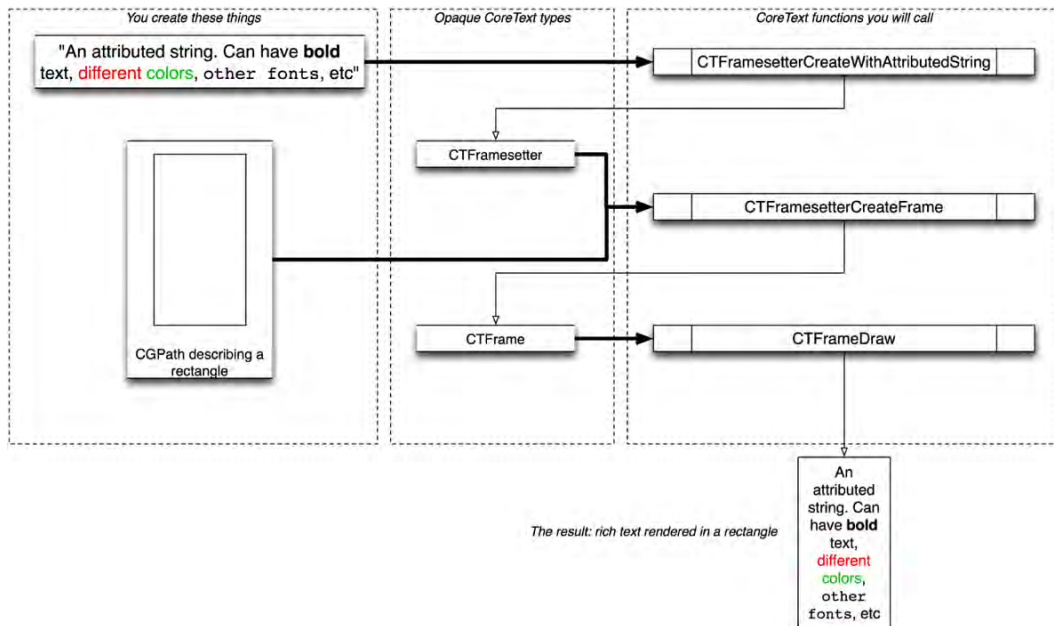 You create these things
Opaque CoreText types
CoreText functions you will call
"An attributed string. Can have bold
text, different colors, other fonts, etc"
CTFramesetterCreateWithAttributedString
CTFramesetter
CTFramesetterCreateFrame
CGPath describing a
rectangle
CTFrame
CTFrameDraw
The result: rich text rendered in a rectangle
An
attributed
string. Can
have bold
text,
different
colors,
other
fonts, etc